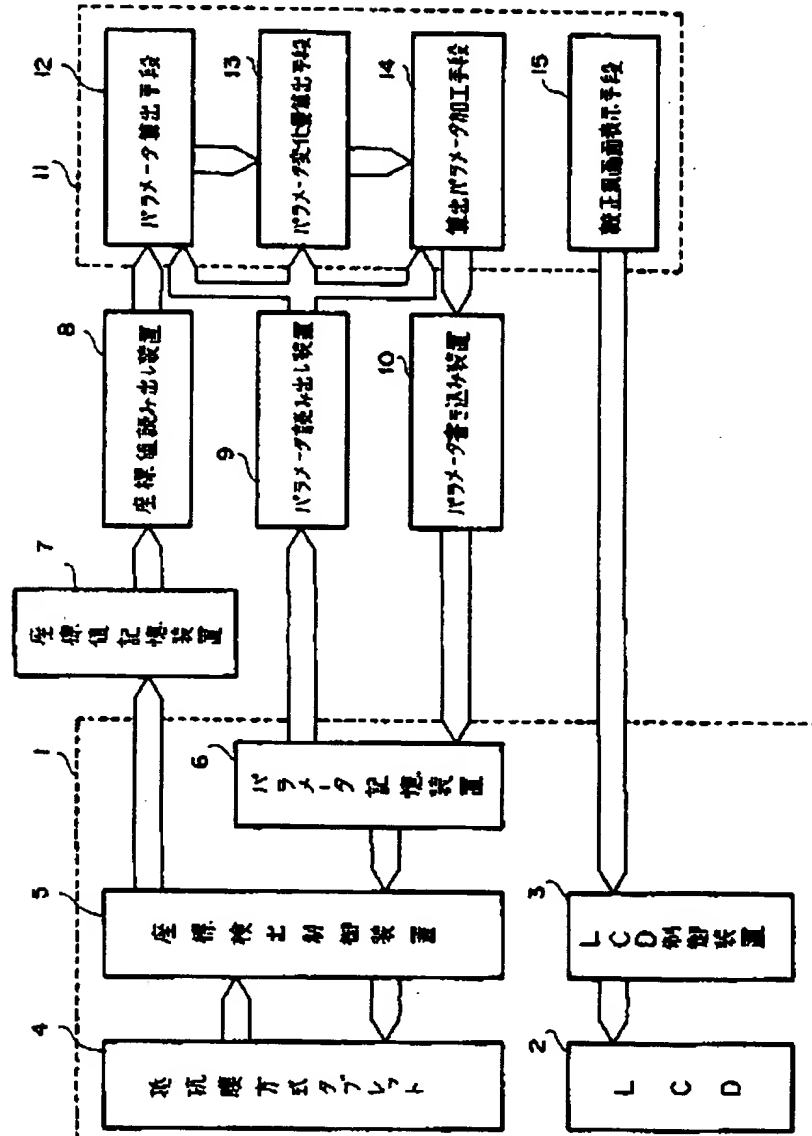 11
12
パラメータ算出手段
13
パラメータ変化量算出手段
14
算出パラメータ加工手段
15
校正用画面表示手段
8
座標値読み出し装置
9
パラメータ読み出し装置
10
パラメータ書き込み装置
7
座標値記憶装置
1
6
パラメータ記憶装置
5
座標検出制御装置
3
LCD制御装置
4
抵抗膜方式タブレット
2
LCD